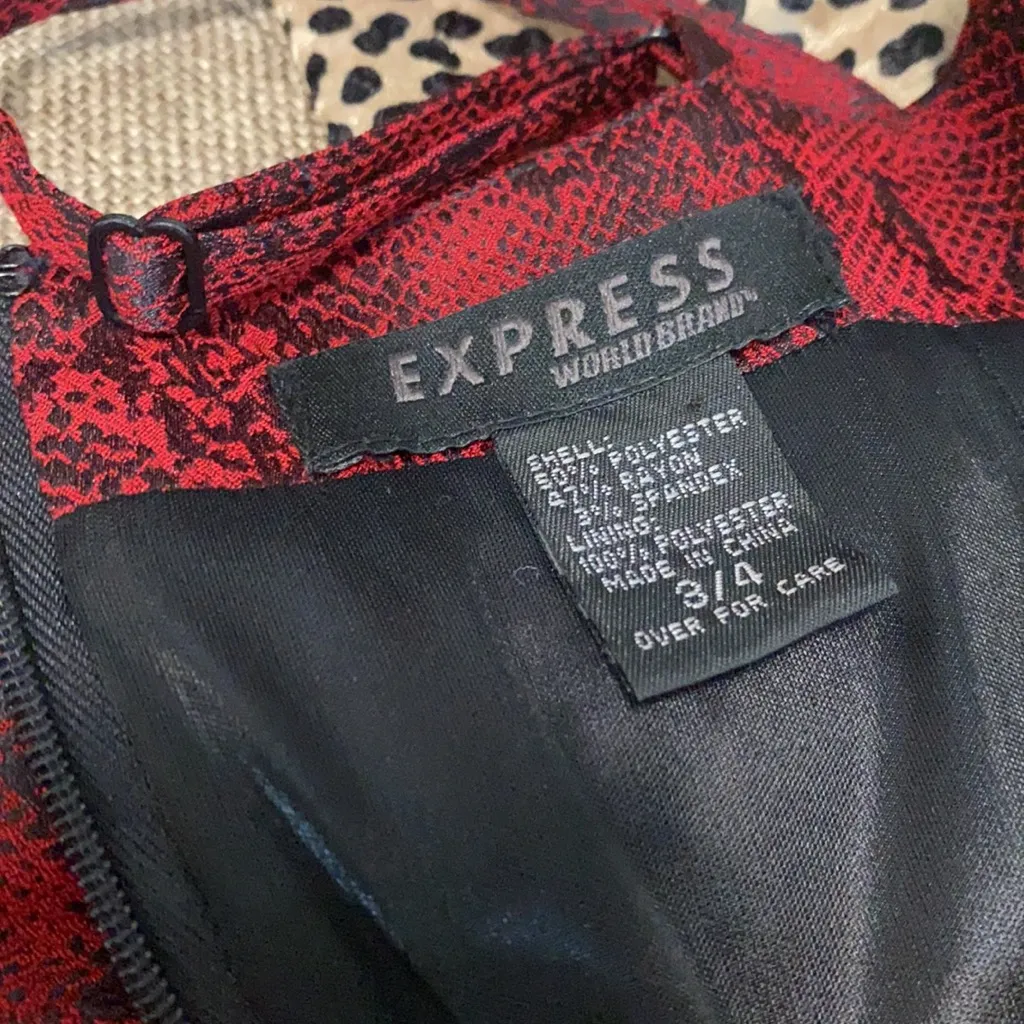 EXPRESS
WORLD BRAND™
SHELL:
50% POLYESTER
47% RAYON
3% SPANDEX
LINING:
100% POLYESTER
MADE IN CHINA
3/4
OVER FOR CARE